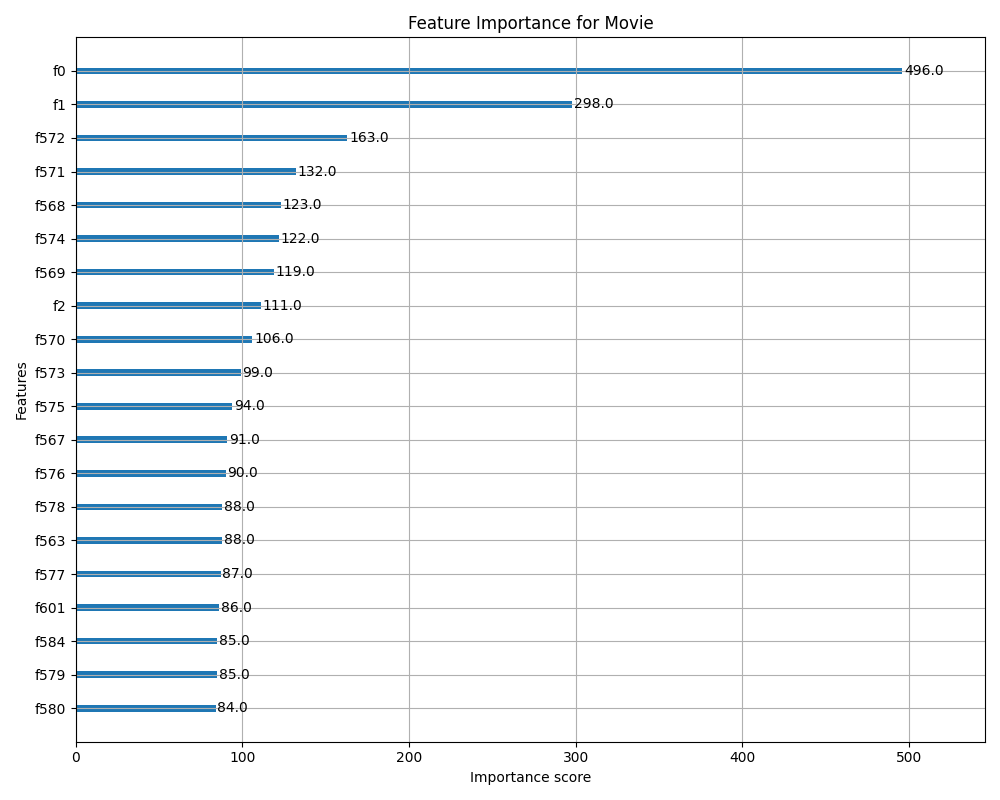 Feature Importance for Movie
f0 496.0
f1 298.0
f572 163.0
f571 132.0
f568 123.0
f574 122.0
f569 119.0
f2 111.0
f570 106.0
f573 99.0
f575 94.0
f567 91.0
f576 90.0
f578 88.0
f563 88.0
f577 87.0
f601 86.0
f584 85.0
f579 85.0
f580 84.0
Features
0 100 200 300 400 500
Importance score